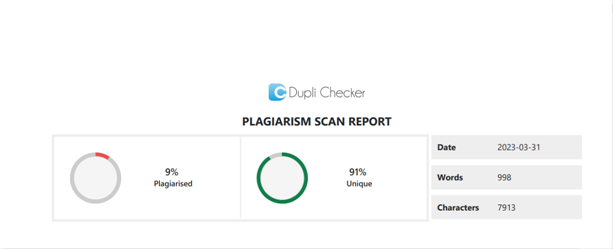 Dupli Checker
PLAGIARISM SCAN REPORT
9%
Plagiarised
91%
Unique
Date 2023-03-31
Words 998
Characters 7913